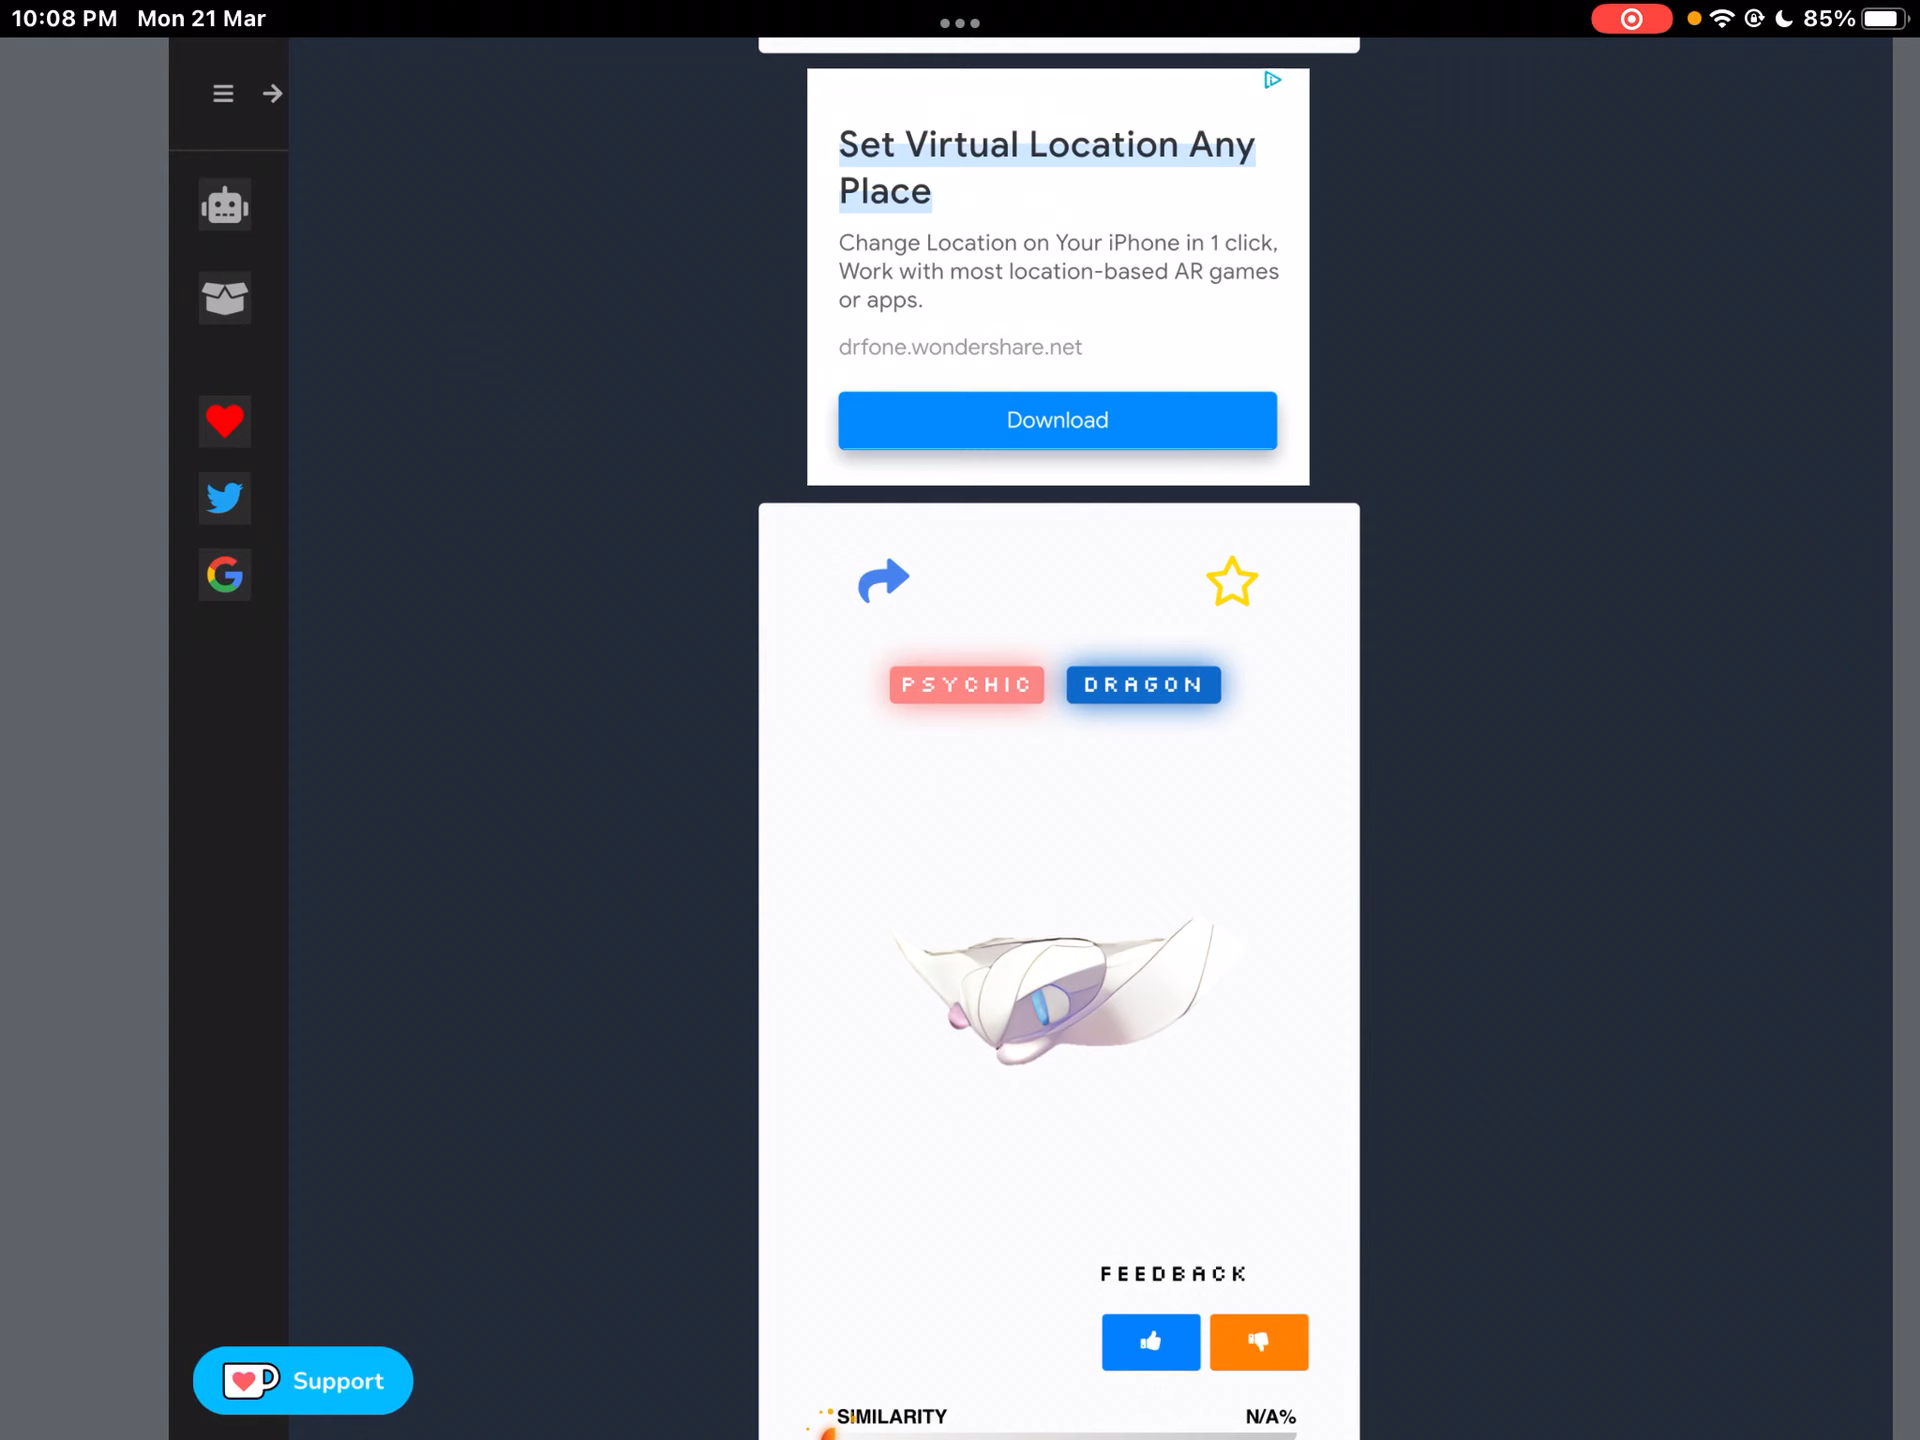 10:08 PM Mon 21 Mar
85%
Set Virtual Location Any
Place
Change Location on Your iPhone in 1 click,
Work with most location-based AR games
or apps.
drfone.wondershare.net
Download
PSYCHIC DRAGON
FEEDBACK
Support
SIMILARITY N/A%